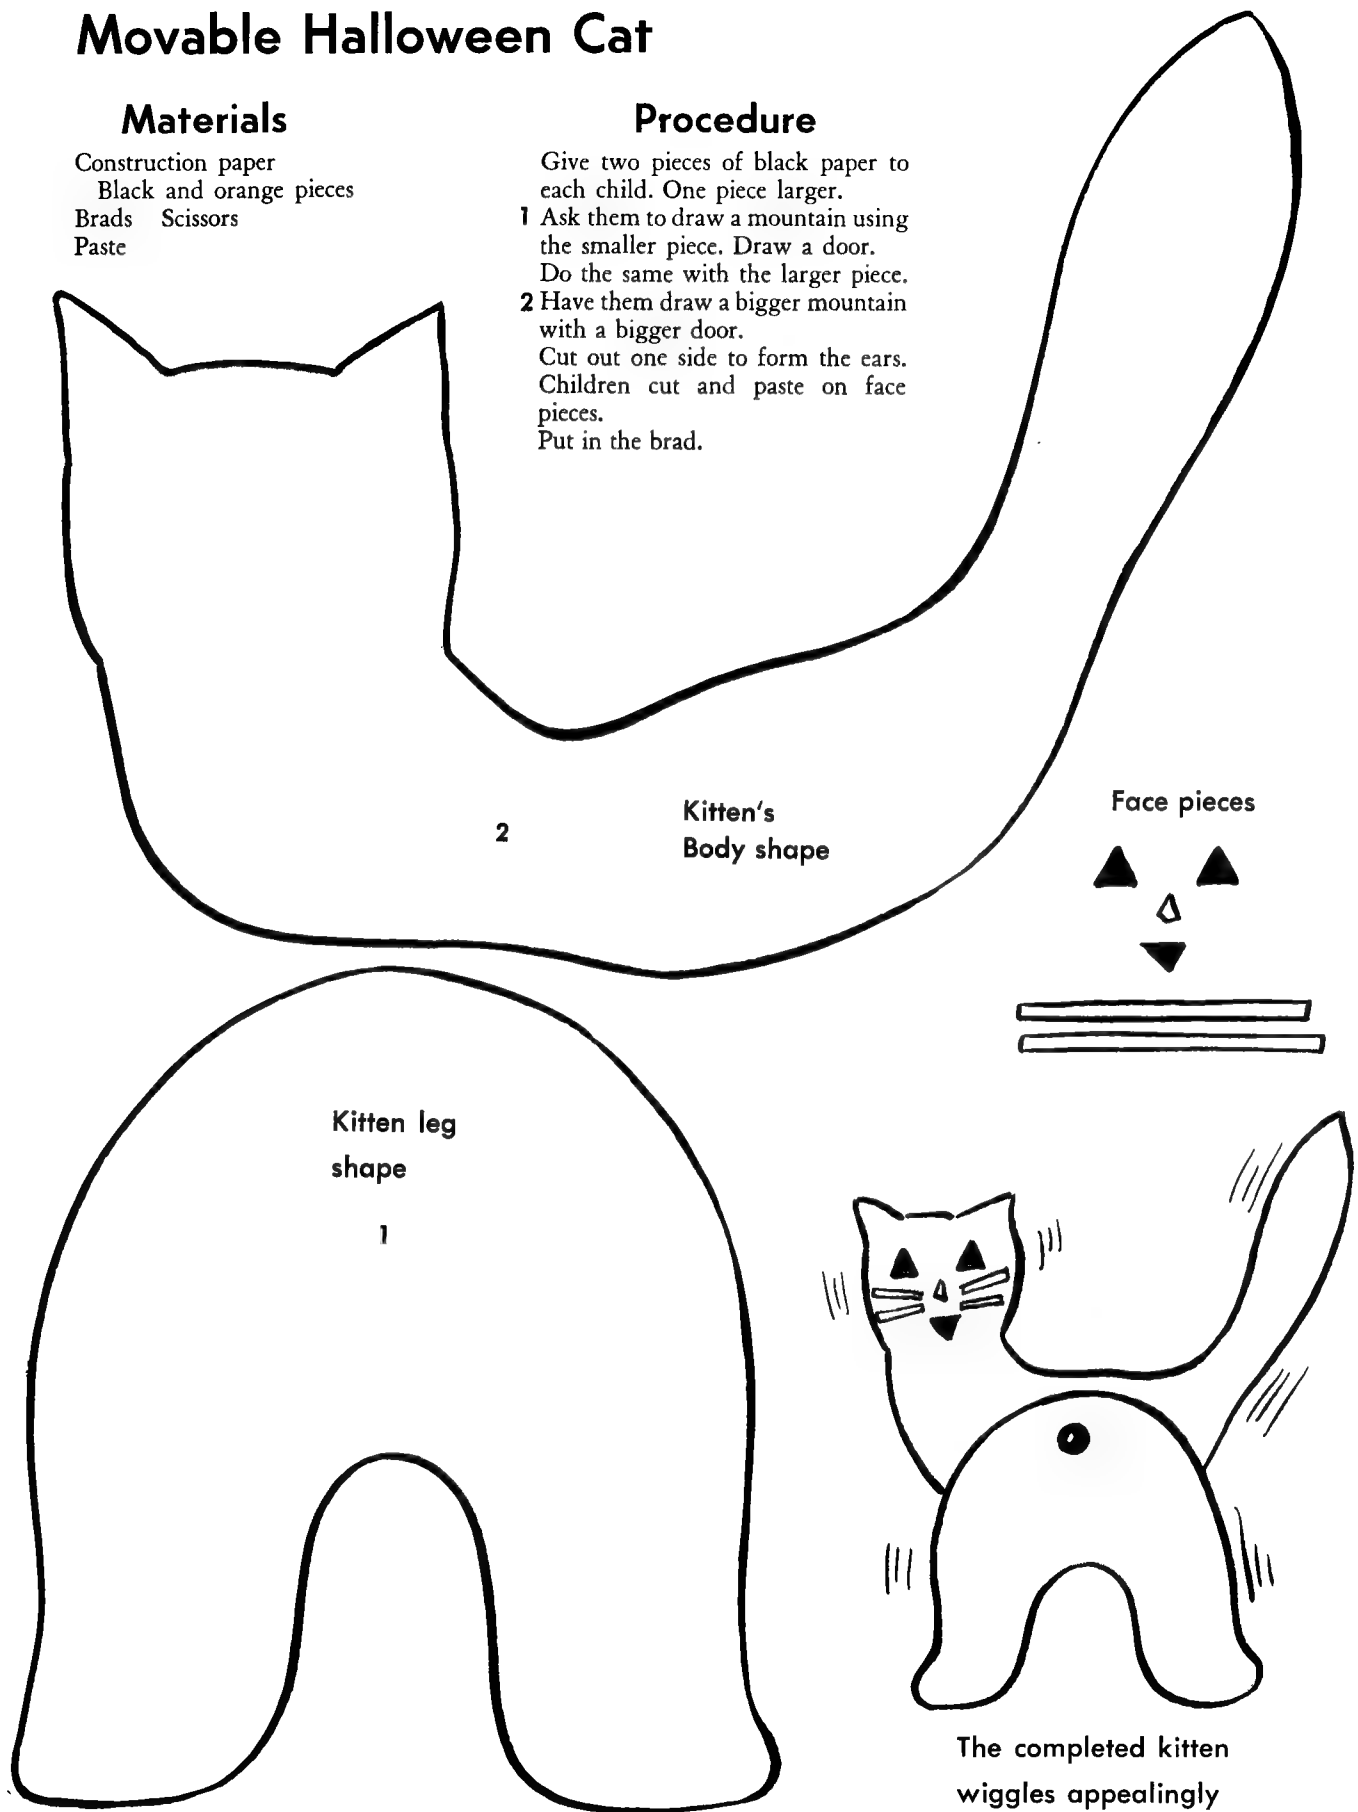 Movable Halloween Cat
Materials
Construction paper
Black and orange pieces
Brads Scissors
Paste
Procedure
Give two pieces of black paper to
each child. One piece larger.
1 Ask them to draw a mountain using
the smaller piece. Draw a door.
Do the same with the larger piece.
2 Have them draw a bigger mountain
with a bigger door.
Cut out one side to form the ears.
Children cut and paste on face
pieces.
Put in the brad.
2
Kitten's
Body shape
Face pieces
Kitten leg
shape
1
The completed kitten
wiggles appealingly